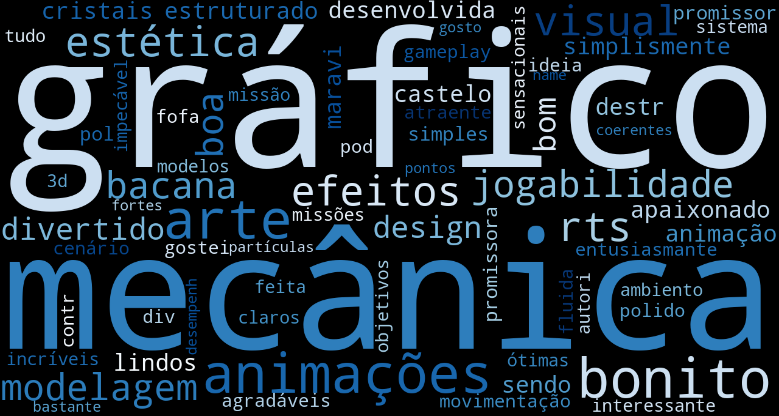 cristais estruturado
desenvolvida
visual
promissor
tudo
estética
gosto
sistema
gameplay
simplesmente
gráfico
impecável
maravi
sensacionais
ideia
name
missão
castelo
fofa
boa
atraente
bom
destr
pol
simples
coerentes
pod
modelos
pontos
3d
bacana
efeitos
jogabilidade
fortes
divertido
arte
missões
design
promissora
rts
apaixonado
animação
cenário
gostei
partículas
entusiasmante
mecânica
contr
feita
objetivos
fluida
autori
ambiento
div
desempenh
claros
polido
incríveis
lindos
animações
ótimas
bonito
modelagem
sendo
bastante
agradáveis
movimentação
interessante